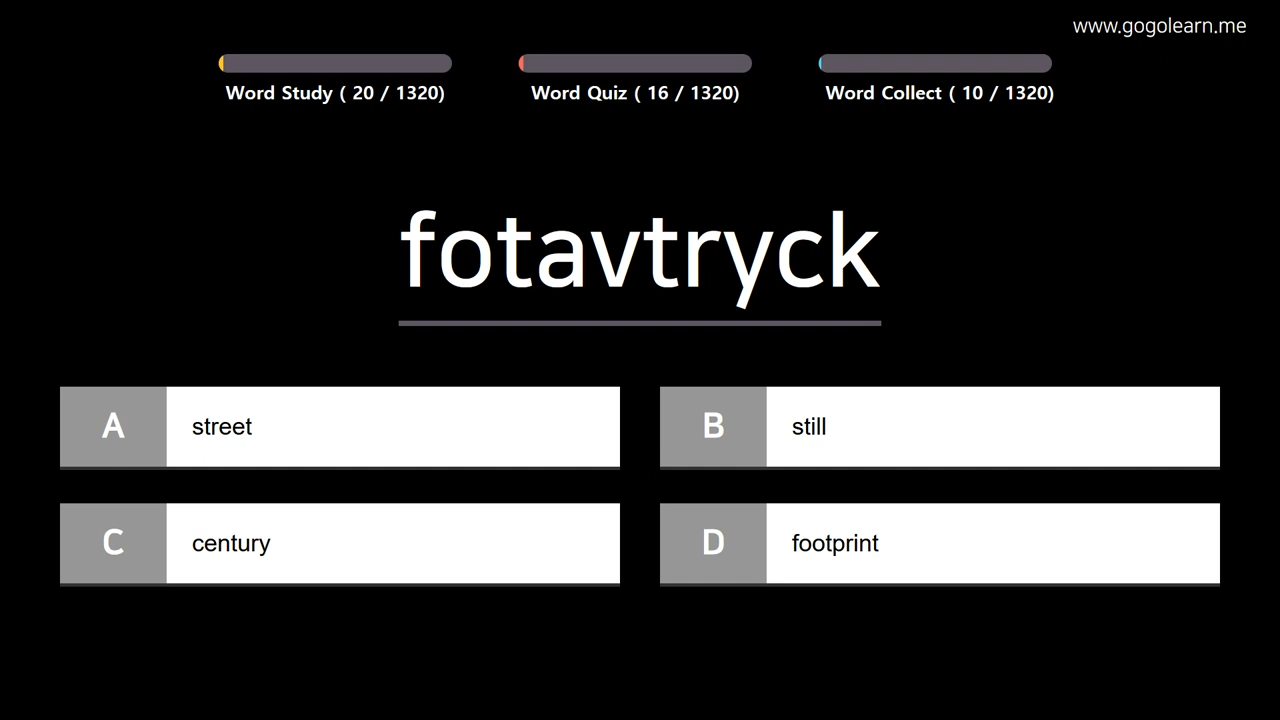 www.gogolearn.me
Word Study ( 20 / 1320)
Word Quiz ( 16 / 1320)
Word Collect ( 10 / 1320)
fotavtryck
A street
B still
C century
D footprint